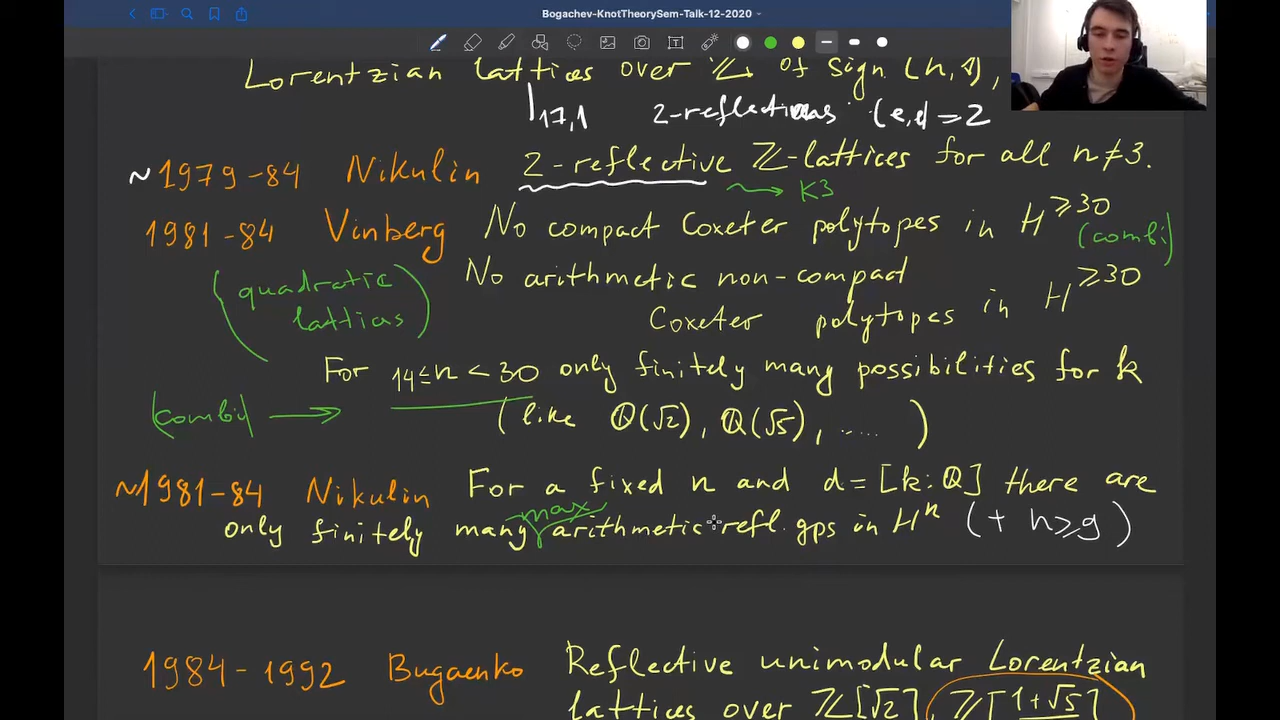 Bogachev-KnotTheorySem-Talk-12-2020
Lorentzian lattices over ℤ of sign (n,1),
17,1 2-reflections (e,e)=2
~1979-84 Nikulin 2-reflective ℤ-lattices for all n≠3.
K3
1981-84 Vinberg No compact Coxeter polytopes in H^≥30
(combi)
(quadratic lattices)
No arithmetic non-compact
Coxeter polytopes in H^≥30
For 14≤n<30 only finitely many possibilities for k
(combi) → (like ℚ(√2), ℚ(√5), ....)
~1981-84 Nikulin For a fixed n and d=[k:ℚ] there are
only finitely many max arithmetic refl. gps in H^n (+ n≥9)
1984-1992 Bugaenko Reflective unimodular Lorentzian
lattices over ℤ[√2], ℤ[1+√5